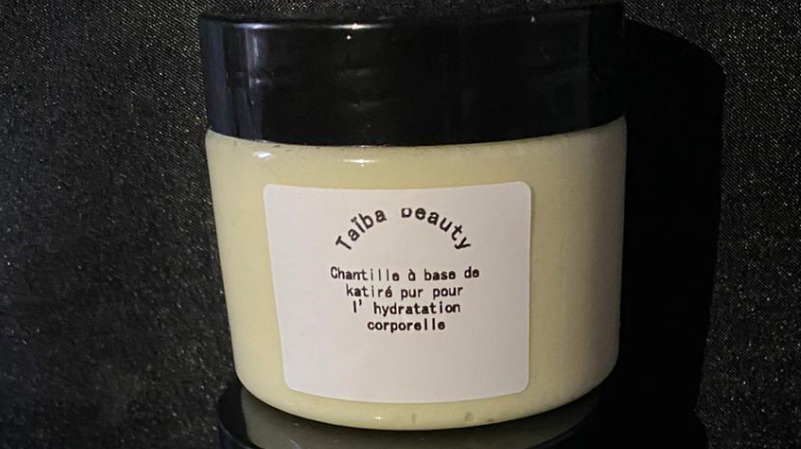 Taïba Beauty
Chantille à base de
katiré pur pour
l' hydratation
corporelle